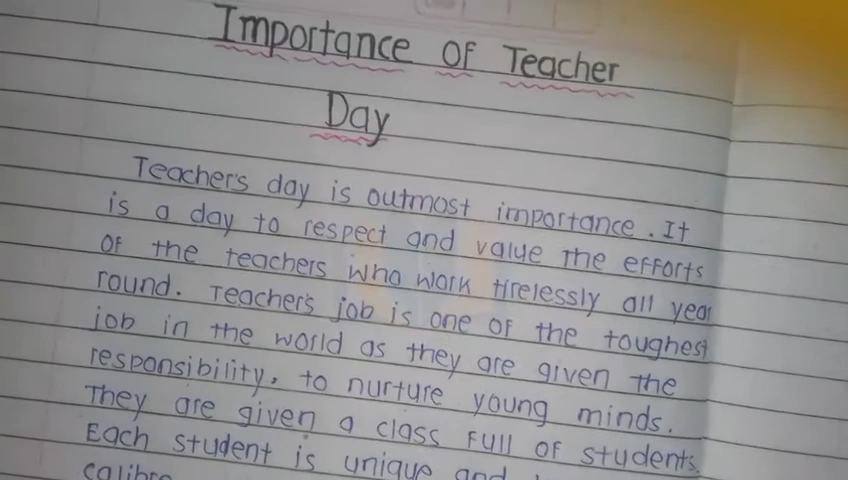 Importance of Teacher
Day
Teacher's day is outmost importance. It
is a day to respect and value the efforts
of the teachers who work tirelessly all year
round. Teacher's job is one of the toughest
job in the world as they are given the
responsibility, to nurture young minds.
They are given a class full of students.
Each student is unique and
calibre